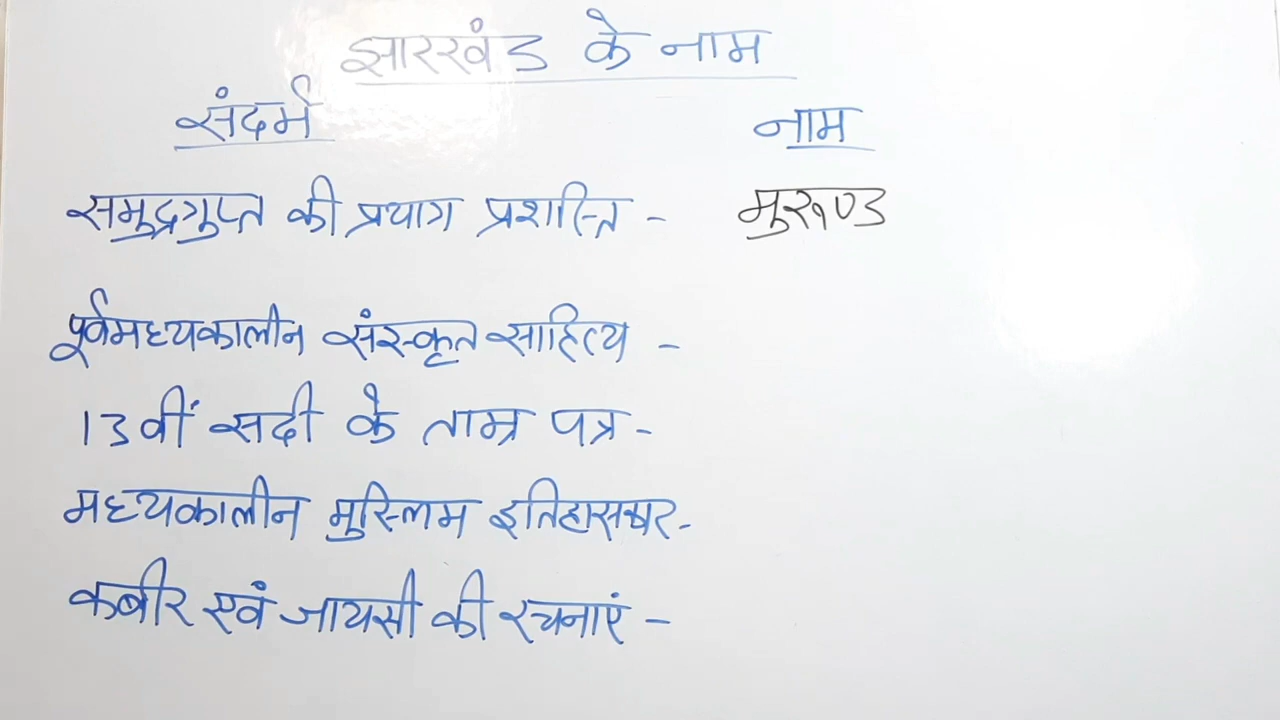 झारखंड के नाम
संदर्भ नाम
समुद्रगुप्त की प्रयाग प्रशस्ति - मुरुण्ड
पूर्वमध्यकालीन संस्कृत साहित्य -
13वीं सदी के ताम्र पत्र -
मध्यकालीन मुस्लिम इतिहासकार -
कबीर एवं जायसी की रचनाएं -